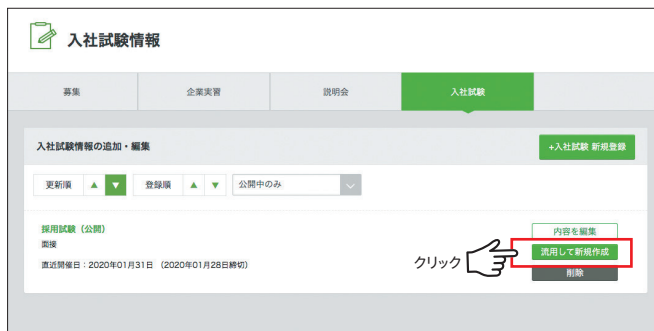 入社試験情報
募集 企業実習 説明会 入社試験
入社試験情報の追加・編集 +入社試験 新規登録
更新順 ▲ ▼ 登録順 ▲ ▼ 公開中のみ
採用試験（公開） 内容を編集
面接
流用して新規作成
直近開催日：2020年01月31日 （2020年01月28日締切） クリック
削除